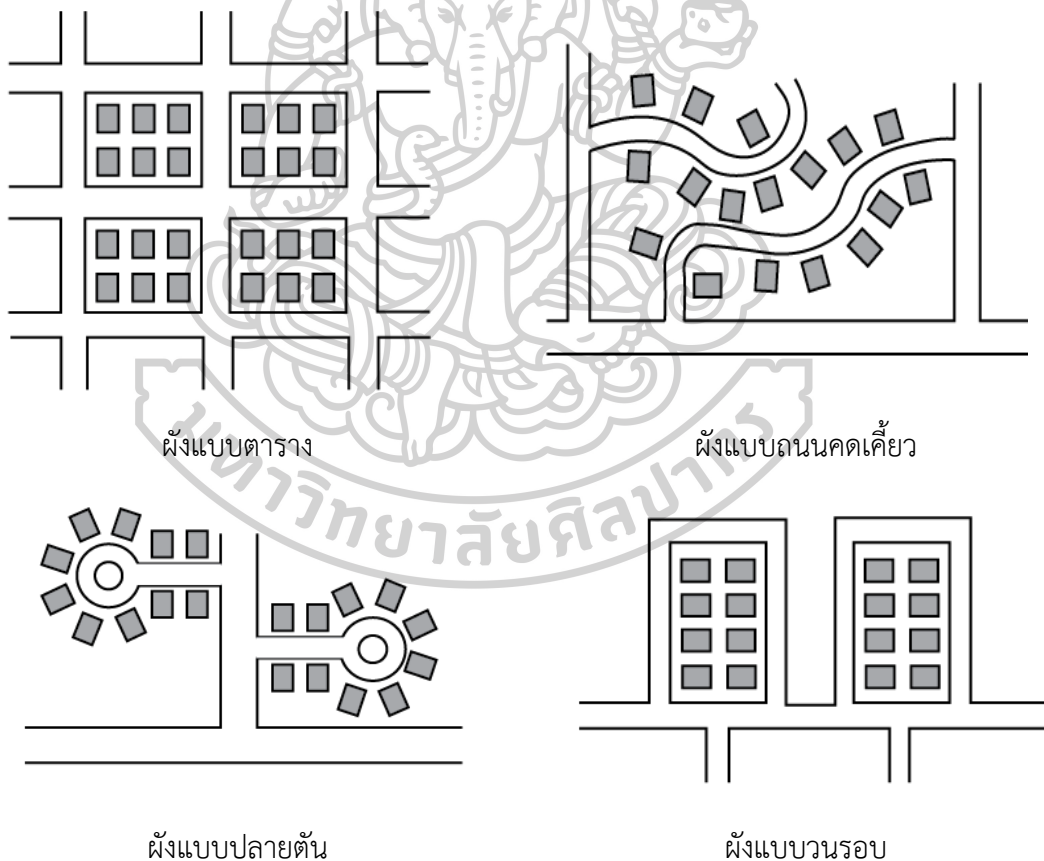 ผังแบบตาราง
ผังแบบถนนคดเคี้ยว
มหาวิทยาลัยศิลปากร
ผังแบบปลายตัน
ผังแบบวนรอบ